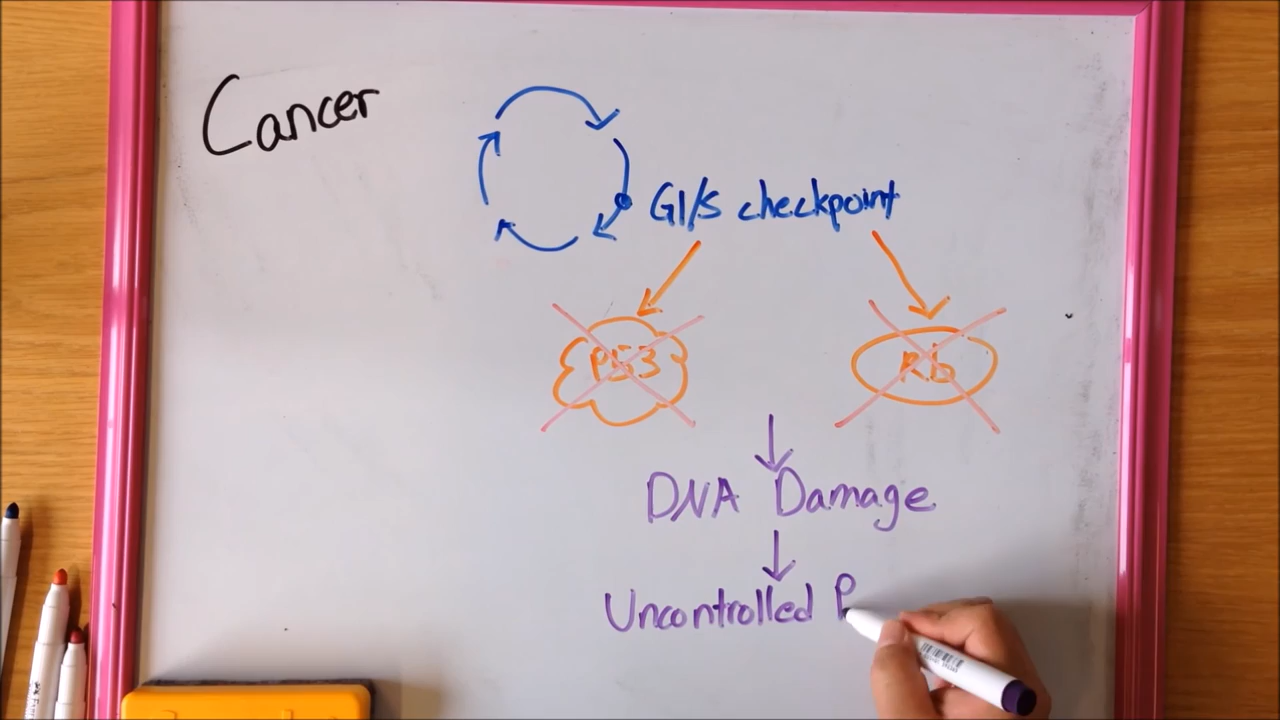 Cancer
G1/S checkpoint
P53
Rb
DNA Damage
Uncontrolled P